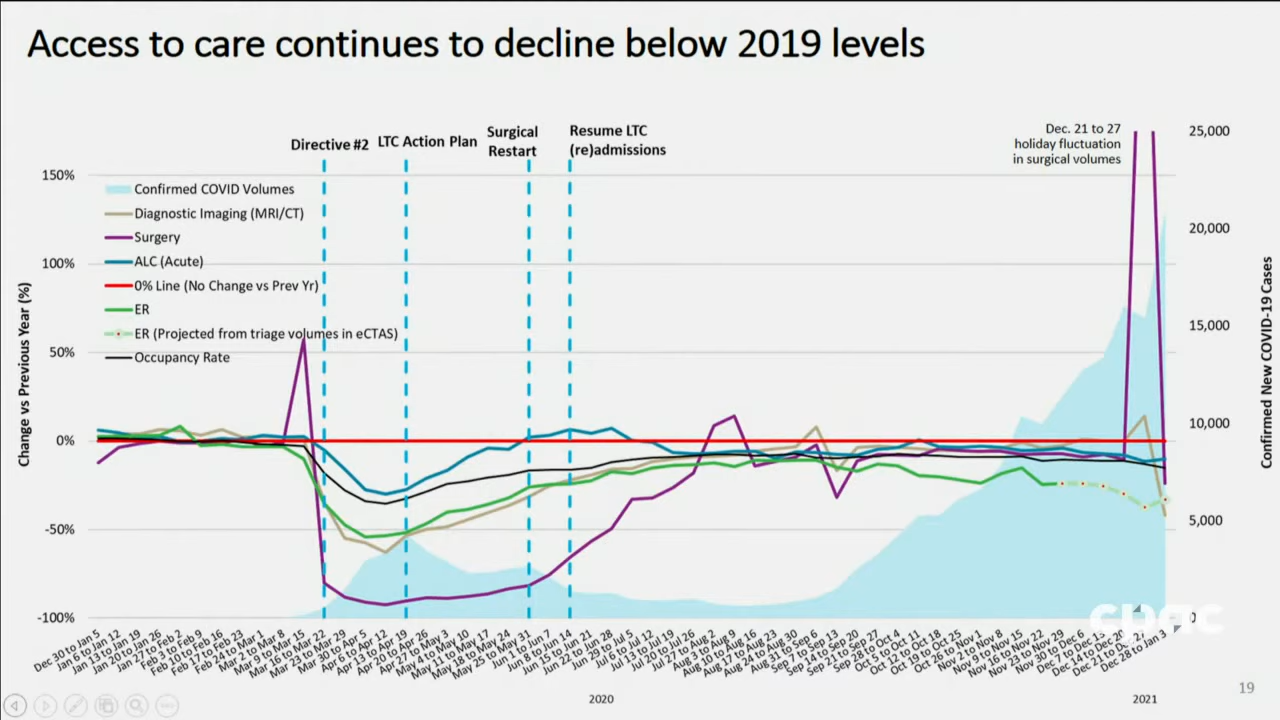 Access to care continues to decline below 2019 levels
Directive #2
LTC Action Plan
Surgical
Restart
Resume LTC
(re)admissions
Dec. 21 to 27
holiday fluctuation
in surgical volumes
Change vs Previous Year (%)
150%
100%
50%
0%
-50%
-100%
Confirmed COVID Volumes
Diagnostic Imaging (MRI/CT)
Surgery
ALC (Acute)
0% Line (No Change vs Prev Yr)
ER
ER (Projected from triage volumes in eCTAS)
Occupancy Rate
25,000
20,000
15,000
10,000
5,000
0
Confirmed New COVID-19 Cases
Dec 30 to Jan 5
Jan 6 to Jan 12
Jan 13 to Jan 19
Jan 20 to Jan 26
Jan 27 to Feb 2
Feb 3 to Feb 9
Feb 10 to Feb 16
Feb 17 to Feb 23
Feb 24 to Mar 1
Mar 2 to Mar 8
Mar 9 to Mar 15
Mar 16 to Mar 22
Mar 23 to Mar 29
Mar 30 to Apr 5
Apr 6 to Apr 12
Apr 13 to Apr 19
Apr 20 to Apr 26
Apr 27 to May 3
May 4 to May 10
May 11 to May 17
May 18 to May 24
May 25 to May 31
Jun 1 to Jun 7
Jun 8 to Jun 14
Jun 15 to Jun 21
Jun 22 to Jun 28
Jun 29 to Jul 5
Jul 6 to Jul 12
Jul 13 to Jul 19
Jul 20 to Jul 26
Jul 27 to Aug 2
Aug 3 to Aug 9
Aug 10 to Aug 16
Aug 17 to Aug 23
Aug 24 to Aug 30
Aug 31 to Sep 6
Sep 7 to Sep 13
Sep 14 to Sep 20
Sep 21 to Sep 27
Sep 28 to Oct 4
Oct 5 to Oct 11
Oct 12 to Oct 18
Oct 19 to Oct 25
Oct 26 to Nov 1
Nov 2 to Nov 8
Nov 9 to Nov 15
Nov 16 to Nov 22
Nov 23 to Nov 29
Nov 30 to Dec 6
Dec 7 to Dec 13
Dec 14 to Dec 20
Dec 21 to Dec 27
Dec 28 to Jan 3
2020
2021
cpac
19